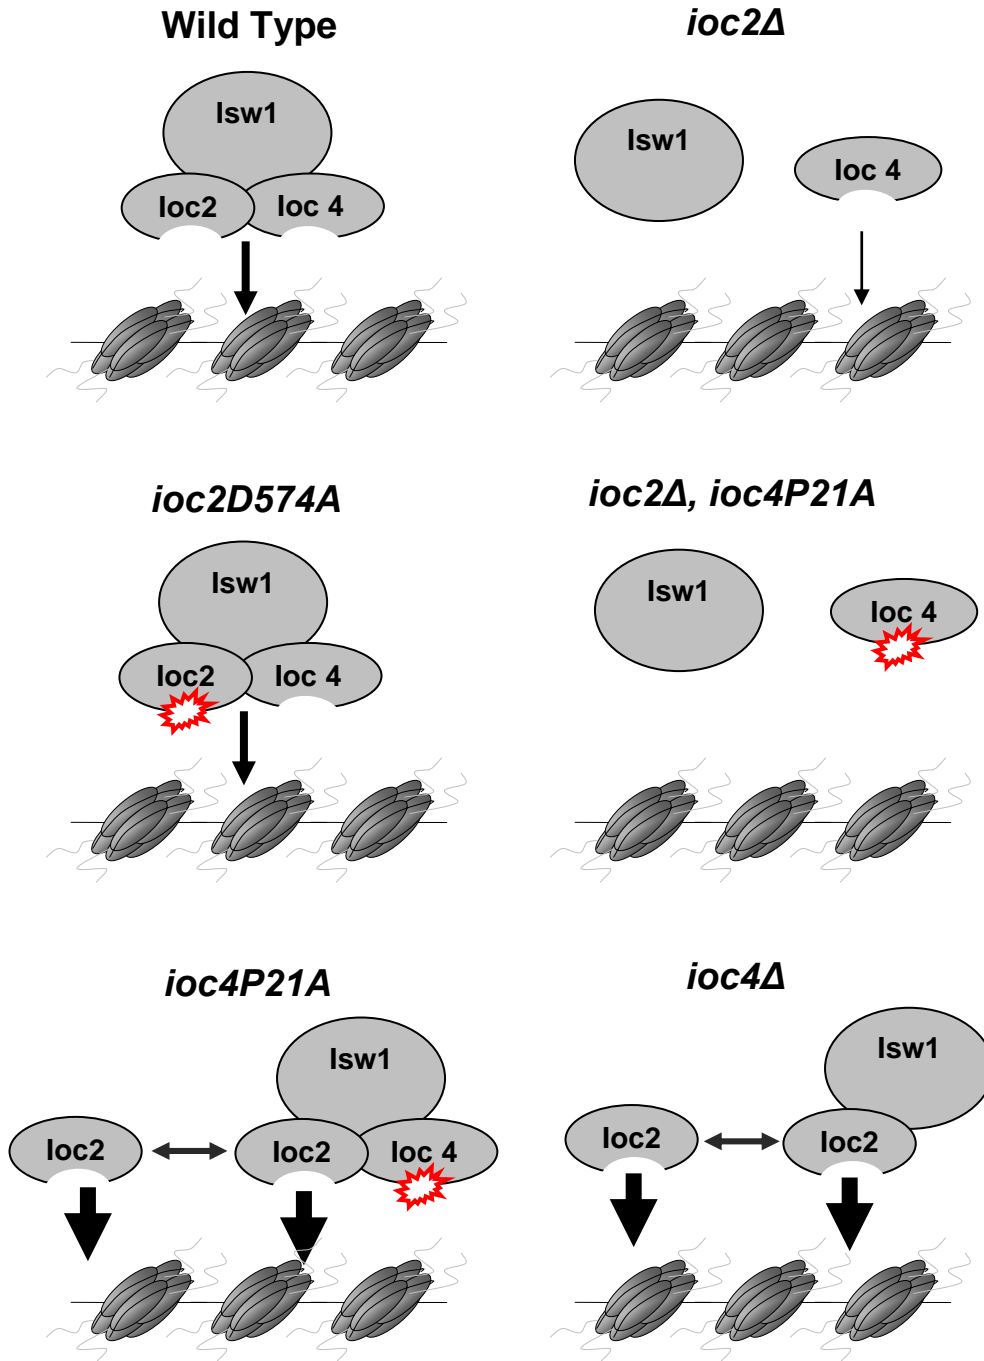 Wild Type
ioc2Δ
Isw1
Ioc2
Ioc 4
Isw1
Ioc 4
ioc2D574A
ioc2Δ, ioc4P21A
Isw1
Ioc2
Ioc 4
Isw1
Ioc 4
ioc4P21A
ioc4Δ
Isw1
Ioc2
Ioc2
Ioc 4
Isw1
Ioc2
Ioc2